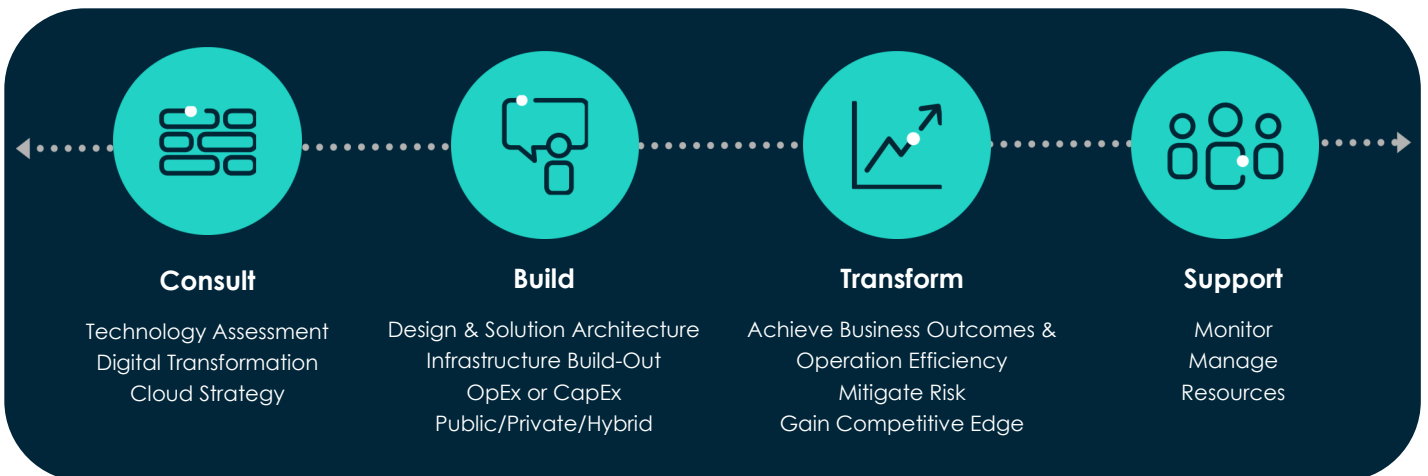 Consult
Technology Assessment
Digital Transformation
Cloud Strategy
Build
Design & Solution Architecture
Infrastructure Build-Out
OpEx or CapEx
Public/Private/Hybrid
Transform
Achieve Business Outcomes &
Operation Efficiency
Mitigate Risk
Gain Competitive Edge
Support
Monitor
Manage
Resources